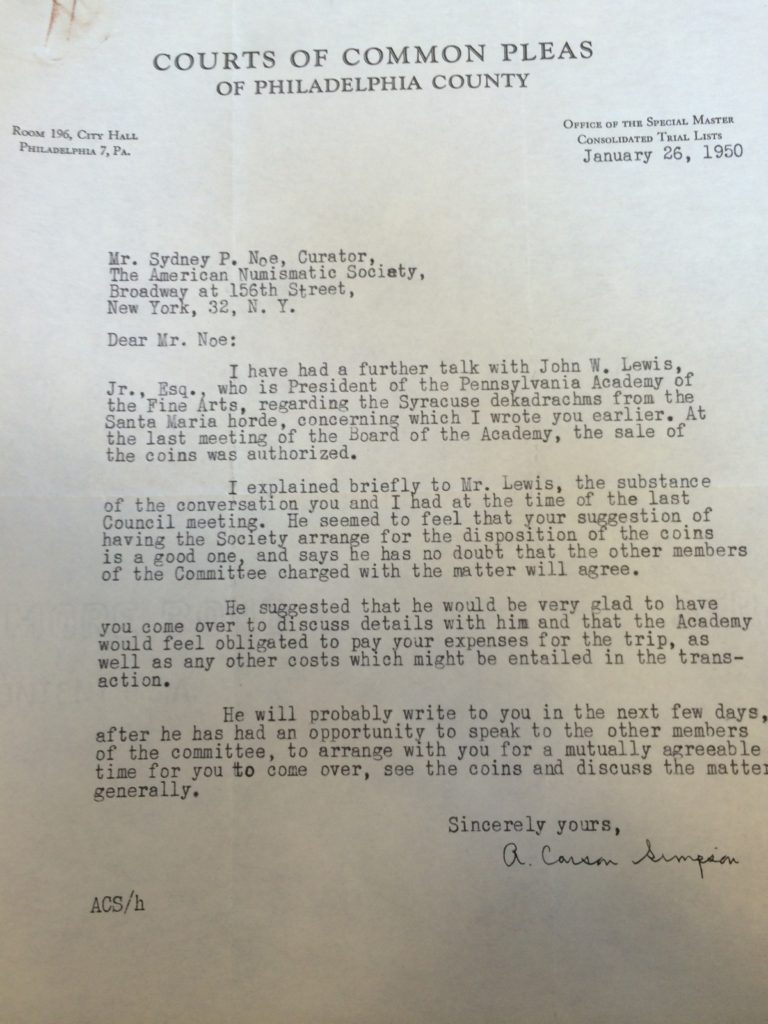 COURTS OF COMMON PLEAS
OF PHILADELPHIA COUNTY
Room 196, City Hall
Philadelphia 7, Pa.
Office of the Special Master
Consolidated Trial Lists
January 26, 1950
Mr. Sydney P. Noe, Curator,
The American Numismatic Society,
Broadway at 156th Street,
New York, 32, N. Y.
Dear Mr. Noe:
I have had a further talk with John W. Lewis,
Jr., Esq., who is President of the Pennsylvania Academy of
the Fine Arts, regarding the Syracuse dekadrachms from the
Santa Maria horde, concerning which I wrote you earlier. At
the last meeting of the Board of the Academy, the sale of
the coins was authorized.
I explained briefly to Mr. Lewis, the substance
of the conversation you and I had at the time of the last
Council meeting. He seemed to feel that your suggestion of
having the Society arrange for the disposition of the coins
is a good one, and says he has no doubt that the other members
of the Committee charged with the matter will agree.
He suggested that he would be very glad to have
you come over to discuss details with him and that the Academy
would feel obligated to pay your expenses for the trip, as
well as any other costs which might be entailed in the trans-
action.
He will probably write to you in the next few days,
after he has had an opportunity to speak to the other members
of the committee, to arrange with you for a mutually agreeable
time for you to come over, see the coins and discuss the matter
generally.
Sincerely yours,
A. Carson Simpson
ACS/h